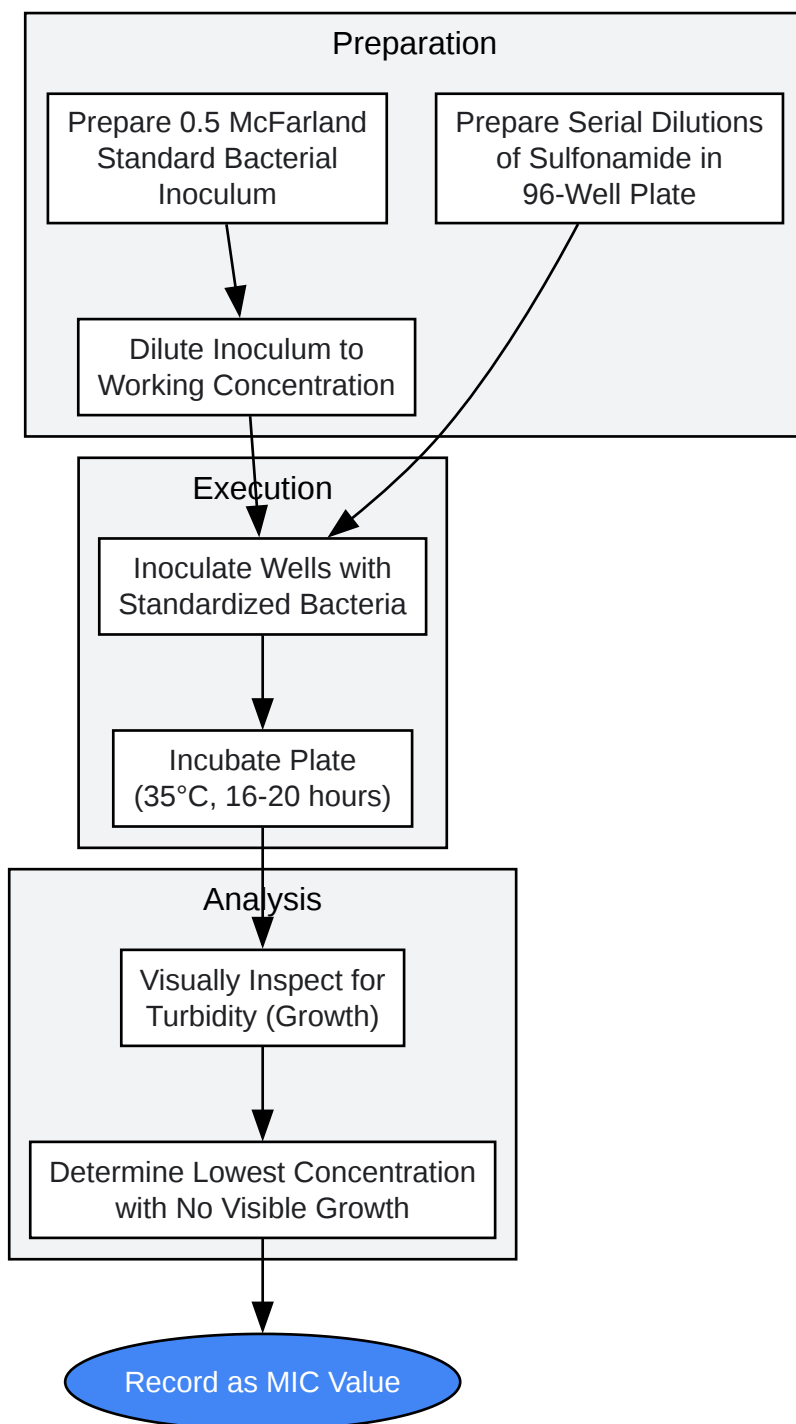 Preparation
Prepare 0.5 McFarland
Standard Bacterial
Inoculum
Prepare Serial Dilutions
of Sulfonamide in
96-Well Plate
Dilute Inoculum to
Working Concentration
Execution
Inoculate Wells with
Standardized Bacteria
Incubate Plate
(35°C, 16-20 hours)
Analysis
Visually Inspect for
Turbidity (Growth)
Determine Lowest Concentration
with No Visible Growth
Record as MIC Value